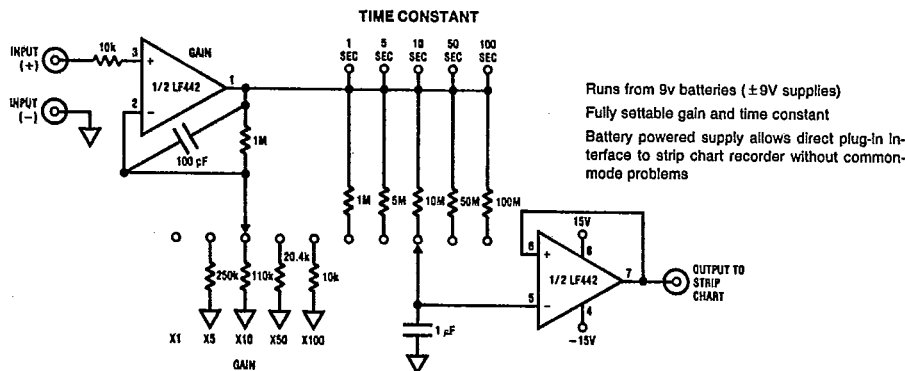 TIME CONSTANT
1 SEC
5 SEC
10 SEC
50 SEC
100 SEC
INPUT (+)
10k
3
+
GAIN
1/2 LF442
1
2
−
INPUT (−)
100 pF
1M
Runs from 9v batteries (±9V supplies)
Fully settable gain and time constant
Battery powered supply allows direct plug-in in-
terface to strip chart recorder without common-
mode problems
1M
5M
10M
50M
100M
250k
110k
20.4k
10k
X1
X5
X10
X50
X100
GAIN
1 μF
15V
6
8
+
1/2 LF442
7
5
−
4
−15V
OUTPUT TO
STRIP
CHART